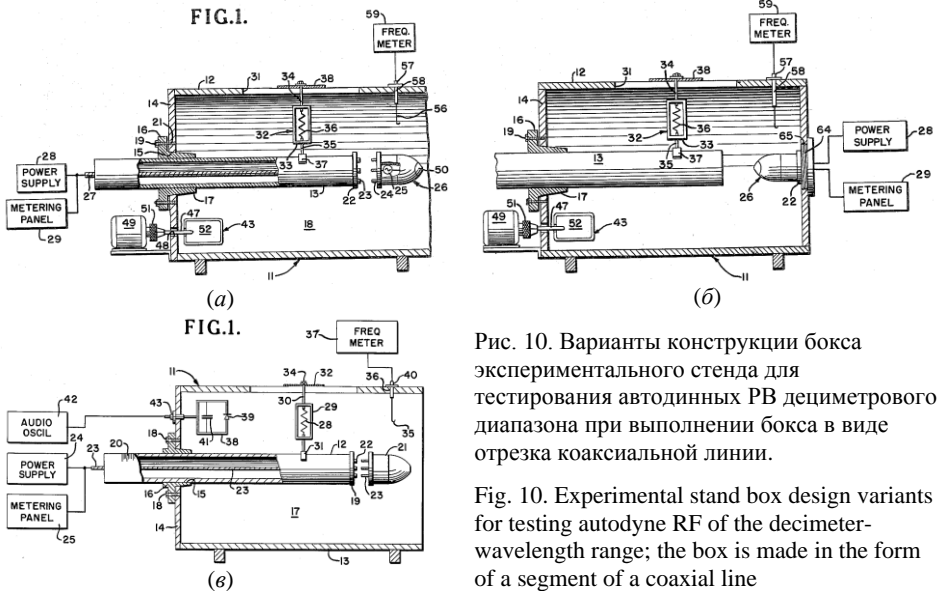 FIG.1.
59
FREQ.
METER
12
31
34
38
57
58
14
56
21
16
19
15
32
36
35
33
37
50
28
POWER
SUPPLY
27
13
22
23
24
25
26
METERING
PANEL
29
17
51
47
49
52
43
48
18
11
(а)
59
FREQ.
METER
12
31
34
38
57
58
14
16
19
32
36
65
64
33
35
37
13
POWER
SUPPLY
28
26
22
METERING
PANEL
29
17
51
47
49
52
43
48
11
(б)
FIG.1.
37
FREQ
METER
11
34
32
36
40
30
42
AUDIO
OSCIL
43
39
29
28
41
38
35
24
POWER
SUPPLY
23
20
18
31
12
22
21
METERING
PANEL
25
16
18
15
23
19
23
14
17
13
(в)
Рис. 10. Варианты конструкции бокса
экспериментального стенда для
тестирования автодинных РВ дециметрового
диапазона при выполнении бокса в виде
отрезка коаксиальной линии.
Fig. 10. Experimental stand box design variants
for testing autodyne RF of the decimeter-
wavelength range; the box is made in the form
of a segment of a coaxial line